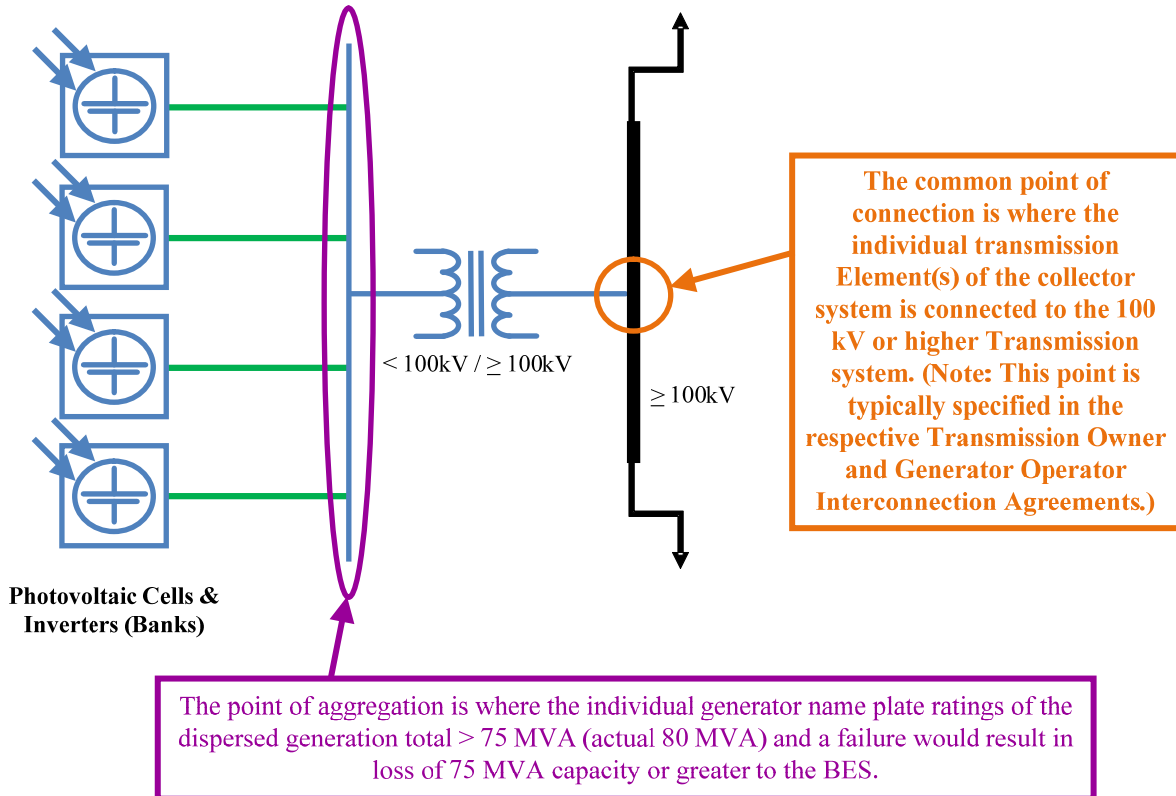 The common point of
connection is where the
individual transmission
Element(s) of the collector
system is connected to the 100
kV or higher Transmission
system. (Note: This point is
typically specified in the
respective Transmission Owner
and Generator Operator
Interconnection Agreements.)
< 100kV / ≥ 100kV
≥ 100kV
Photovoltaic Cells &
Inverters (Banks)
The point of aggregation is where the individual generator name plate ratings of the
dispersed generation total > 75 MVA (actual 80 MVA) and a failure would result in
loss of 75 MVA capacity or greater to the BES.